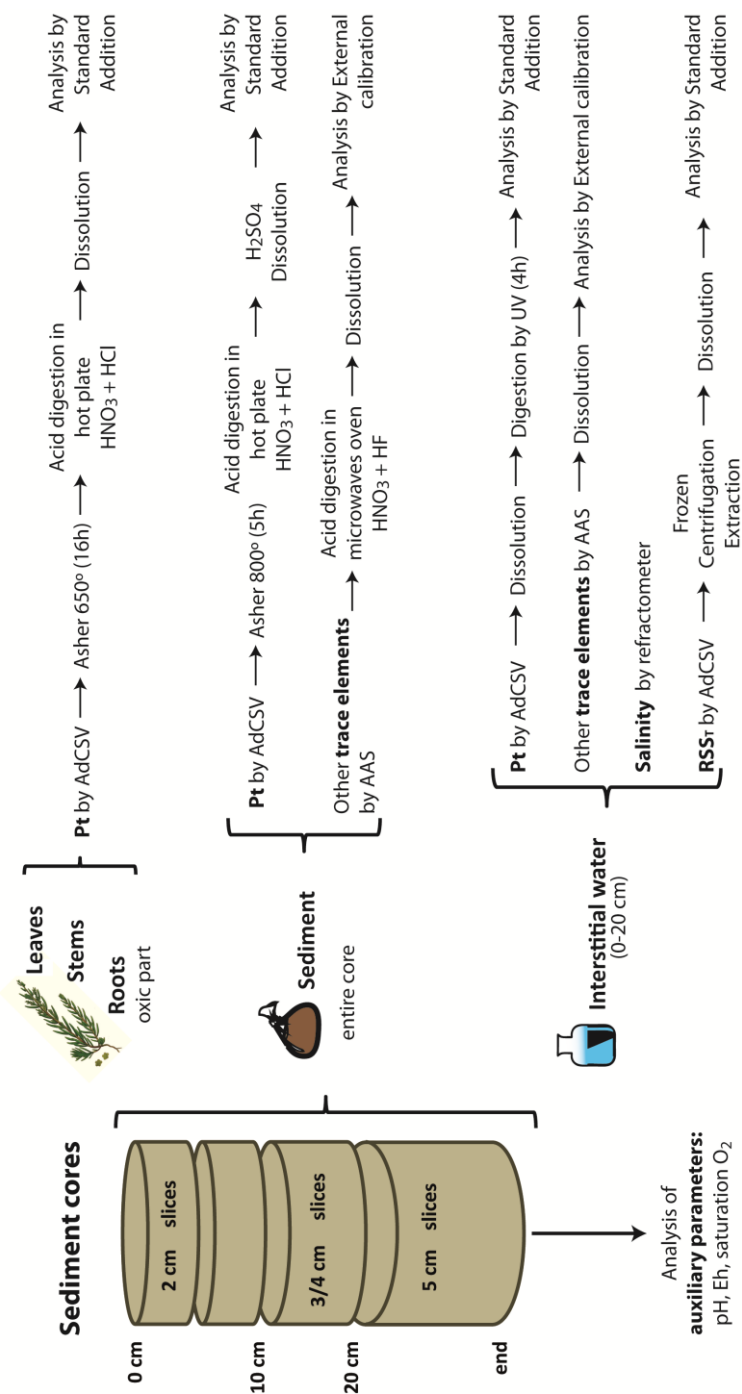 Sediment cores
0 cm
2 cm slices
10 cm
3/4 cm slices
20 cm
5 cm slices
end
Analysis of
auxiliary parameters:
pH, Eh, saturation O₂
Leaves
Stems
Roots
oxic part
Pt by AdCSV
Asher 650º (16h)
Acid digestion in
hot plate
HNO₃ + HCl
Dissolution
Analysis by
Standard
Addition
Sediment
entire core
Pt by AdCSV
Asher 800º (5h)
Acid digestion in
hot plate
HNO₃ + HCl
H₂SO₄
Dissolution
Analysis by
Standard
Addition
Other trace elements
by AAS
Acid digestion in
microwaves oven
HNO₃ + HF
Dissolution
Analysis by External
calibration
Interstitial water
(0-20 cm)
Pt by AdCSV
Dissolution
Digestion by UV (4h)
Analysis by Standard
Addition
Other trace elements by AAS
Dissolution
Analysis by External calibration
Salinity by refractometer
RSS₁ by AdCSV
Frozen
Centrifugation
Extraction
Dissolution
Analysis by Standard
Addition